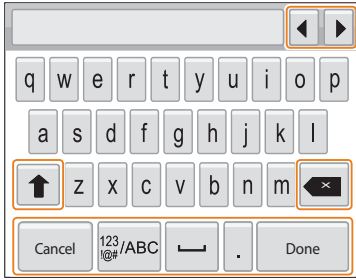 q w e r t y u i o p
a s d f g h j k l
z x c v b n m
Cancel 123 !@#/ABC . Done